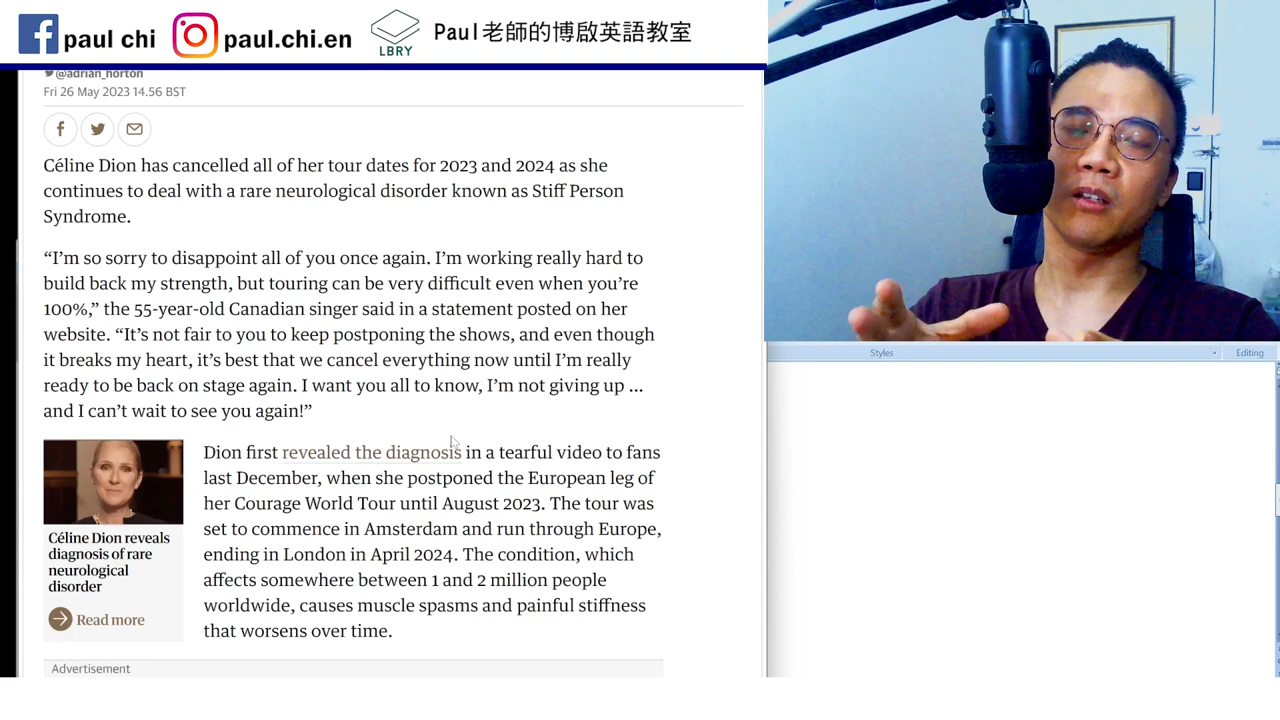 paul chi
paul.chi.en
LBRY
Paul老師的博啟英語教室
@adrian_horton
Fri 26 May 2023 14.56 BST
Céline Dion has cancelled all of her tour dates for 2023 and 2024 as she
continues to deal with a rare neurological disorder known as Stiff Person
Syndrome.
“I’m so sorry to disappoint all of you once again. I’m working really hard to
build back my strength, but touring can be very difficult even when you’re
100%,” the 55-year-old Canadian singer said in a statement posted on her
website. “It’s not fair to you to keep postponing the shows, and even though
it breaks my heart, it’s best that we cancel everything now until I’m really
ready to be back on stage again. I want you all to know, I’m not giving up ...
and I can’t wait to see you again!”
Dion first revealed the diagnosis in a tearful video to fans
last December, when she postponed the European leg of
her Courage World Tour until August 2023. The tour was
set to commence in Amsterdam and run through Europe,
ending in London in April 2024. The condition, which
affects somewhere between 1 and 2 million people
worldwide, causes muscle spasms and painful stiffness
that worsens over time.
Céline Dion reveals
diagnosis of rare
neurological
disorder
Read more
Advertisement
Styles
Editing